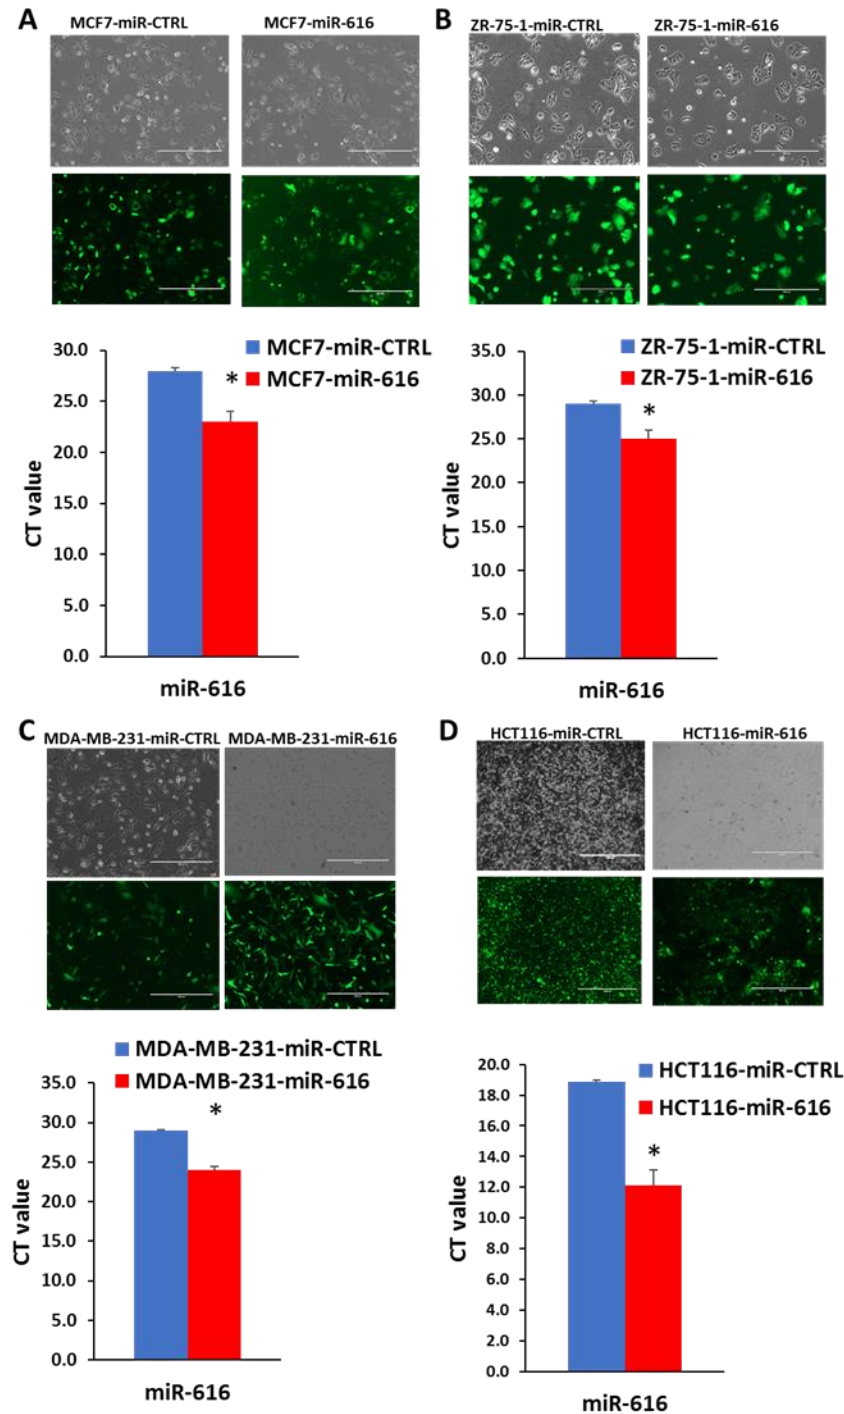 A
MCF7-miR-CTRL
MCF7-miR-616
MCF7-miR-CTRL
MCF7-miR-616
*
30.0
25.0
20.0
15.0
10.0
5.0
0.0
CT value
miR-616
B
ZR-75-1-miR-CTRL
ZR-75-1-miR-616
ZR-75-1-miR-CTRL
ZR-75-1-miR-616
*
35.0
30.0
25.0
20.0
15.0
10.0
5.0
0.0
CT value
miR-616
C
MDA-MB-231-miR-CTRL
MDA-MB-231-miR-616
MDA-MB-231-miR-CTRL
MDA-MB-231-miR-616
*
35.0
30.0
25.0
20.0
15.0
10.0
5.0
0.0
CT value
miR-616
D
HCT116-miR-CTRL
HCT116-miR-616
HCT116-miR-CTRL
HCT116-miR-616
*
20.0
18.0
16.0
14.0
12.0
10.0
8.0
6.0
4.0
2.0
0.0
CT value
miR-616